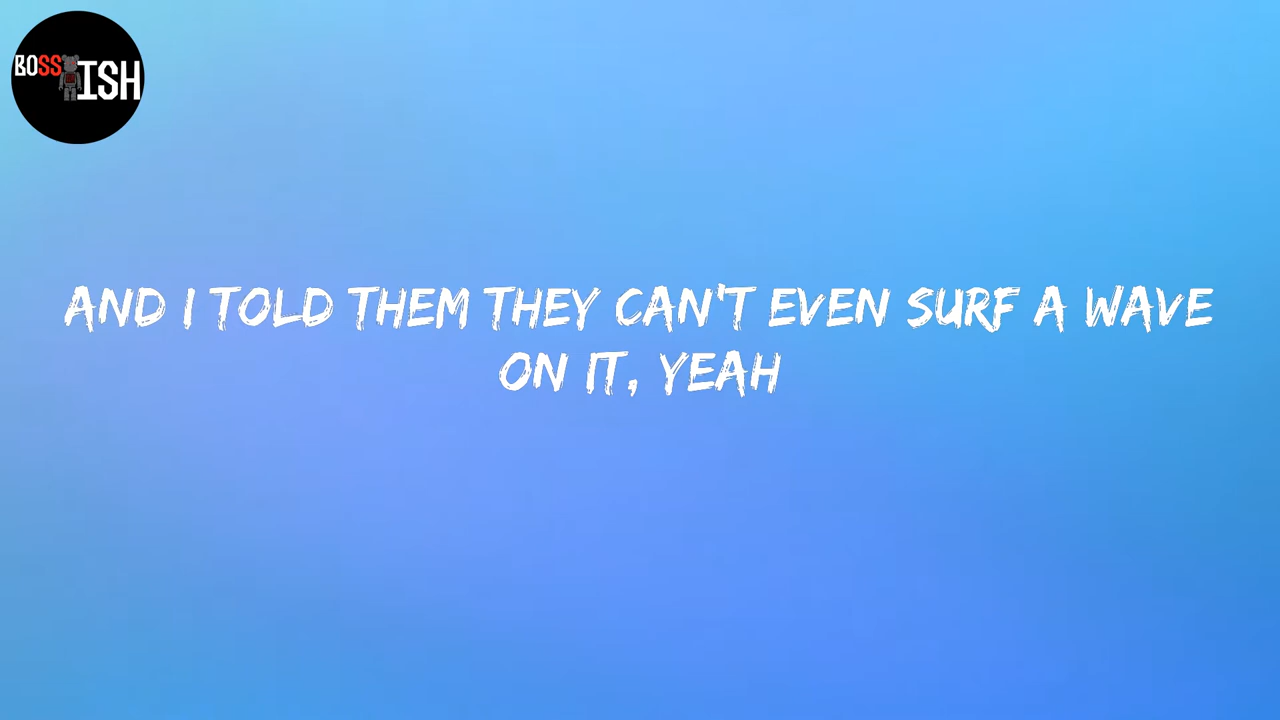 BOSS ISH
AND I TOLD THEM THEY CAN'T EVEN SURF A WAVE
ON IT, YEAH